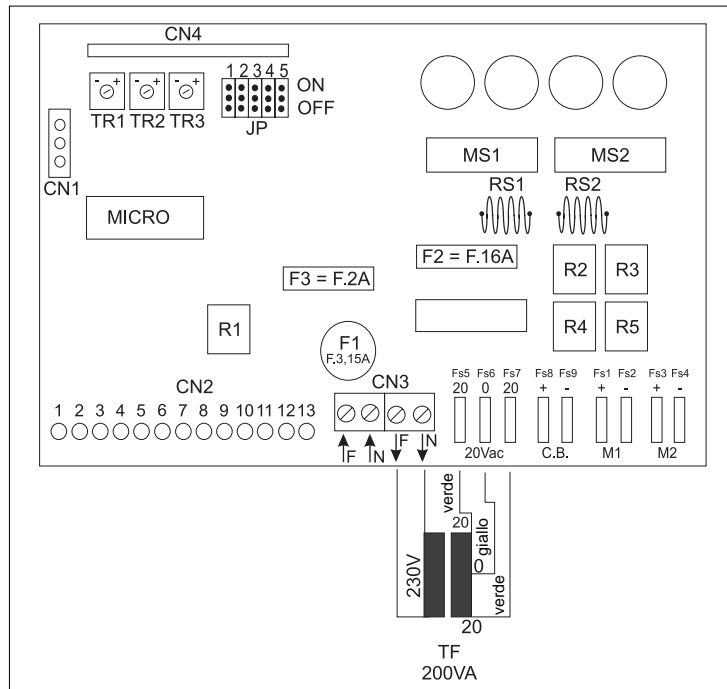 CN4
1 2 3 4 5
ON
OFF
- + - + - +
TR1 TR2 TR3
JP
CN1
MICRO
MS1 MS2
RS1 RS2
F2 = F.16A
R2 R3
F3 = F.2A
R1
R4 R5
F1
F.3,15A
CN2
CN3
1 2 3 4 5 6 7 8 9 10 11 12 13
Fs5 Fs6 Fs7 Fs8 Fs9 Fs1 Fs2 Fs3 Fs4
20 0 20 + - + - + -
F N F N
20Vac C.B. M1 M2
verde
20
giallo
230V
0
verde
20
TF
200VA